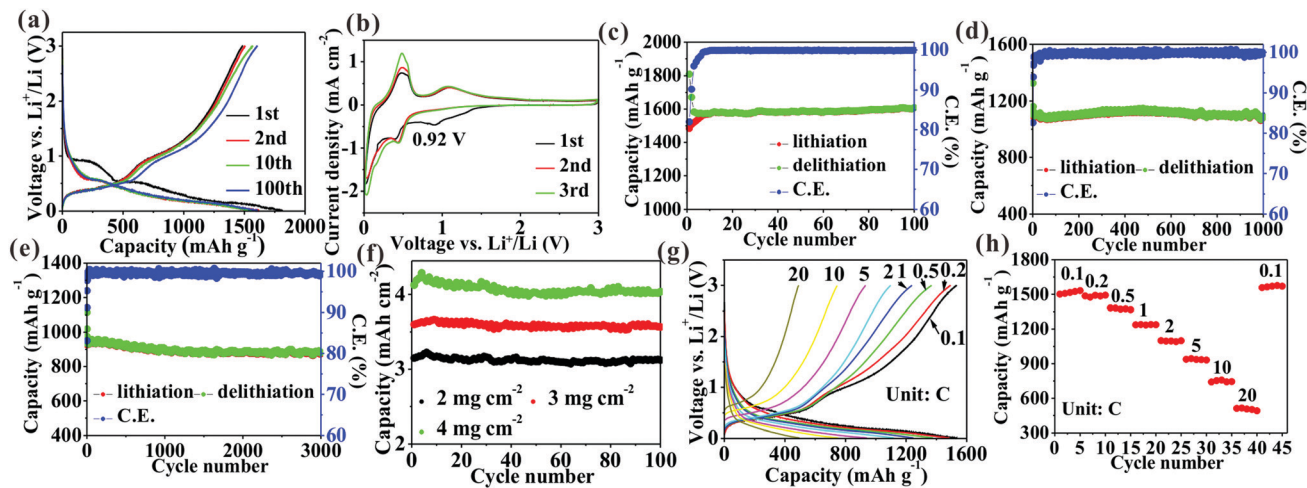 (a)
Voltage vs. Li⁺/Li (V)
3
2
1
0
1st
2nd
10th
100th
0 500 1000 1500 2000
Capacity (mAh g⁻¹)
(b)
Current density (mA cm⁻²)
1
0
-1
-2
0.92 V
1st
2nd
3rd
0 1 2 3
Voltage vs. Li⁺/Li (V)
(c)
Capacity (mAh g⁻¹)
2000
1800
1600
1400
1200
1000
lithiation
delithiation
C.E.
100
90
80
70
60
C.E. (%)
0 20 40 60 80 100
Cycle number
(d)
Capacity (mAh g⁻¹)
1600
1400
1200
1000
800
600
400
lithiation delithiation
C.E.
100
90
80
70
60
C.E. (%)
0 200 400 600 800 1000
Cycle number
(e)
Capacity (mAh g⁻¹)
1400
1200
1000
800
600
400
lithiation delithiation
C.E.
100
90
80
70
60
C.E. (%)
0 1000 2000 3000
Cycle number
(f)
Capacity (mAh cm⁻²)
4
3
2
2 mg cm⁻² 3 mg cm⁻²
4 mg cm⁻²
0 20 40 60 80 100
Cycle number
(g)
Voltage vs. Li⁺/Li (V)
3
2
1
0
20 10 5 2 1 0.5 0.2
0.1
Unit: C
0 400 800 1200 1600
Capacity (mAh g⁻¹)
(h)
Capacity (mAh g⁻¹)
1800
1500
1200
900
600
300
0.1 0.2 0.5 1 2 5 10 20 0.1
Unit: C
0 5 10 15 20 25 30 35 40 45
Cycle number